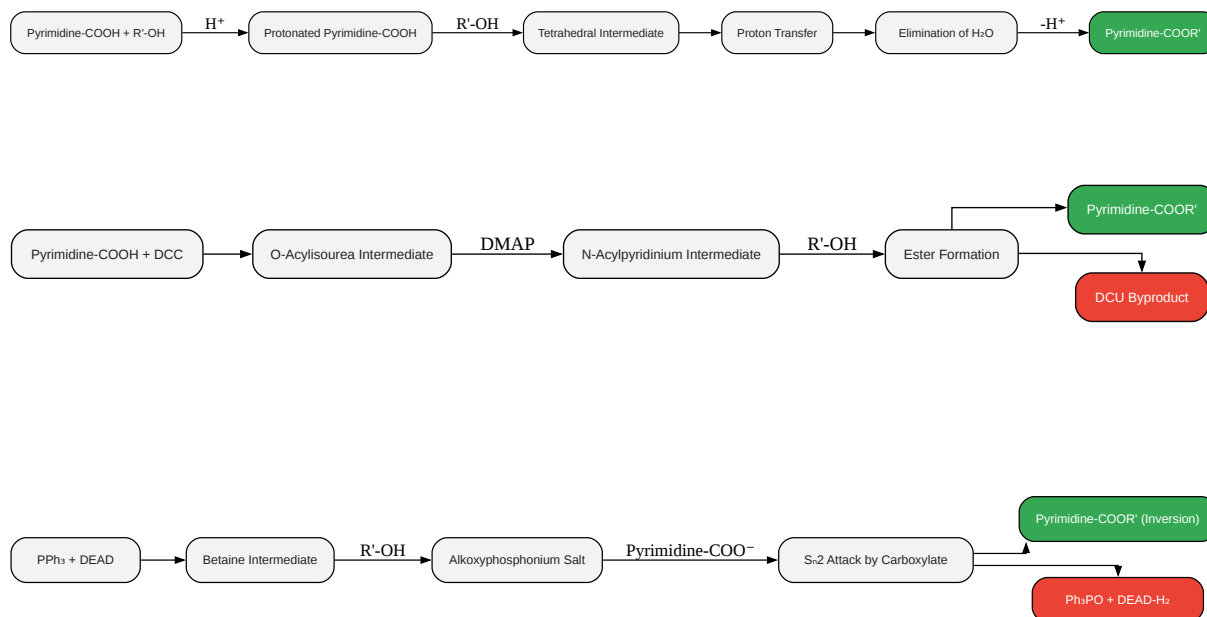 Pyrimidine-COOH + R'-OH
H⁺
Protonated Pyrimidine-COOH
R'-OH
Tetrahedral Intermediate
Proton Transfer
Elimination of H₂O
-H⁺
Pyrimidine-COOR'
Pyrimidine-COOH + DCC
O-Acylisourea Intermediate
DMAP
N-Acylpyridinium Intermediate
R'-OH
Ester Formation
Pyrimidine-COOR'
DCU Byproduct
PPh₃ + DEAD
Betaine Intermediate
R'-OH
Alkoxyphosphonium Salt
Pyrimidine-COO⁻
Sₙ2 Attack by Carboxylate
Pyrimidine-COOR' (Inversion)
Ph₃PO + DEAD-H₂